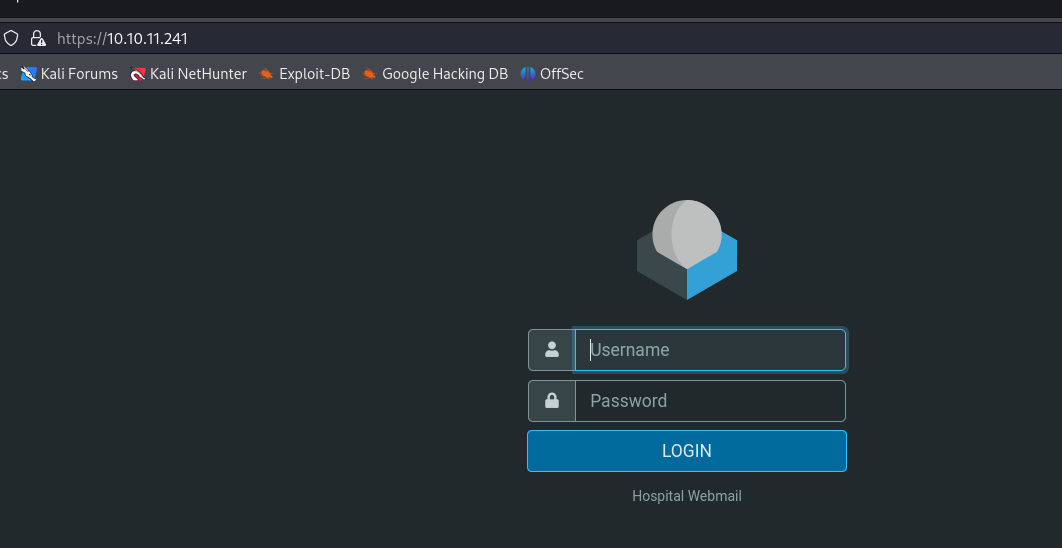 https://10.10.11.241
cs Kali Forums Kali NetHunter Exploit-DB Google Hacking DB OffSec
Username
Password
LOGIN
Hospital Webmail